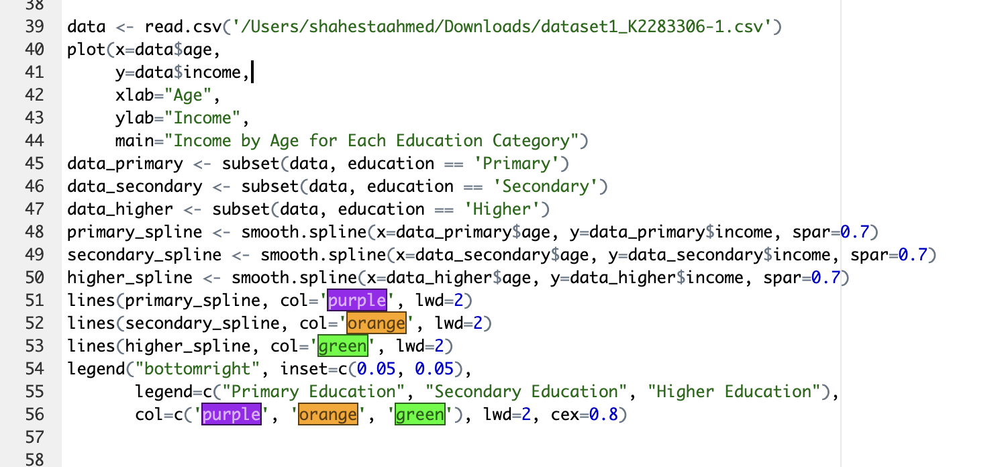 38
39 data <- read.csv('/Users/shahestaahmed/Downloads/dataset1_K2283306-1.csv')
40 plot(x=data$age,
41      y=data$income,
42      xlab="Age",
43      ylab="Income",
44      main="Income by Age for Each Education Category")
45 data_primary <- subset(data, education == 'Primary')
46 data_secondary <- subset(data, education == 'Secondary')
47 data_higher <- subset(data, education == 'Higher')
48 primary_spline <- smooth.spline(x=data_primary$age, y=data_primary$income, spar=0.7)
49 secondary_spline <- smooth.spline(x=data_secondary$age, y=data_secondary$income, spar=0.7)
50 higher_spline <- smooth.spline(x=data_higher$age, y=data_higher$income, spar=0.7)
51 lines(primary_spline, col='purple', lwd=2)
52 lines(secondary_spline, col='orange', lwd=2)
53 lines(higher_spline, col='green', lwd=2)
54 legend("bottomright", inset=c(0.05, 0.05),
55        legend=c("Primary Education", "Secondary Education", "Higher Education"),
56        col=c('purple', 'orange', 'green'), lwd=2, cex=0.8)
57
58